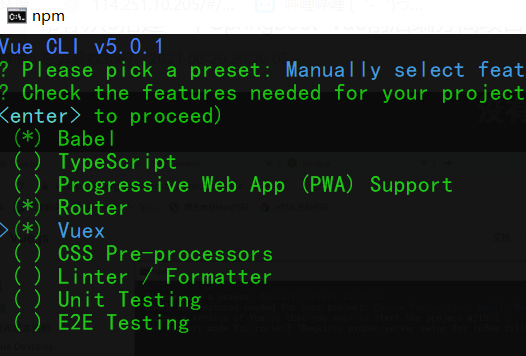 npm
Vue CLI v5.0.1
? Please pick a preset: Manually select feat
? Check the features needed for your project
<enter> to proceed)
(*) Babel
( ) TypeScript
( ) Progressive Web App (PWA) Support
(*) Router
>(*) Vuex
( ) CSS Pre-processors
( ) Linter / Formatter
( ) Unit Testing
( ) E2E Testing